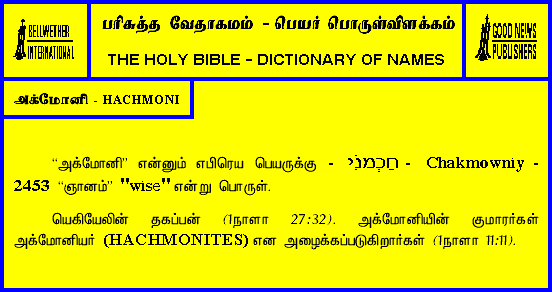 BELLWETHER
INTERNATIONAL
பரிசுத்த வேதாகமம் - பெயர் பொருள்விளக்கம்
THE HOLY BIBLE - DICTIONARY OF NAMES
GOOD NEWS
PUBLISHERS
அக்மோனி - HACHMONI
“அக்மோனி” என்னும் எபிரெய பெயருக்கு - חַכְמֹנִי - Chakmowniy -
2453 “ஞானம்” "wise" என்று பொருள்.
யெகியேலின் தகப்பன் (1நாளா 27:32). அக்மோனியின் குமாரர்கள்
அக்மோனியர் (HACHMONITES) என அழைக்கப்படுகிறார்கள் (1நாளா 11:11).